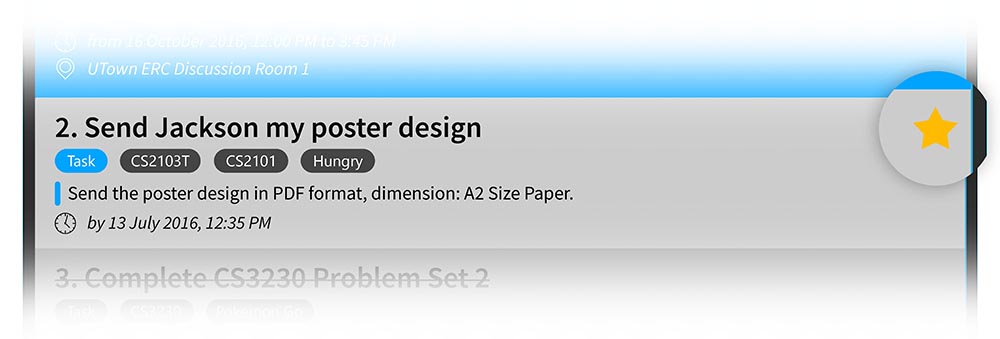 from 16 October 2016, 12:00 PM to 3:45 PM
UTown ERC Discussion Room 1
2. Send Jackson my poster design
Task CS2103T CS2101 Hungry
Send the poster design in PDF format, dimension: A2 Size Paper.
by 13 July 2016, 12:35 PM
3. Complete CS3230 Problem Set 2
Task CS3230 Pokemon Go